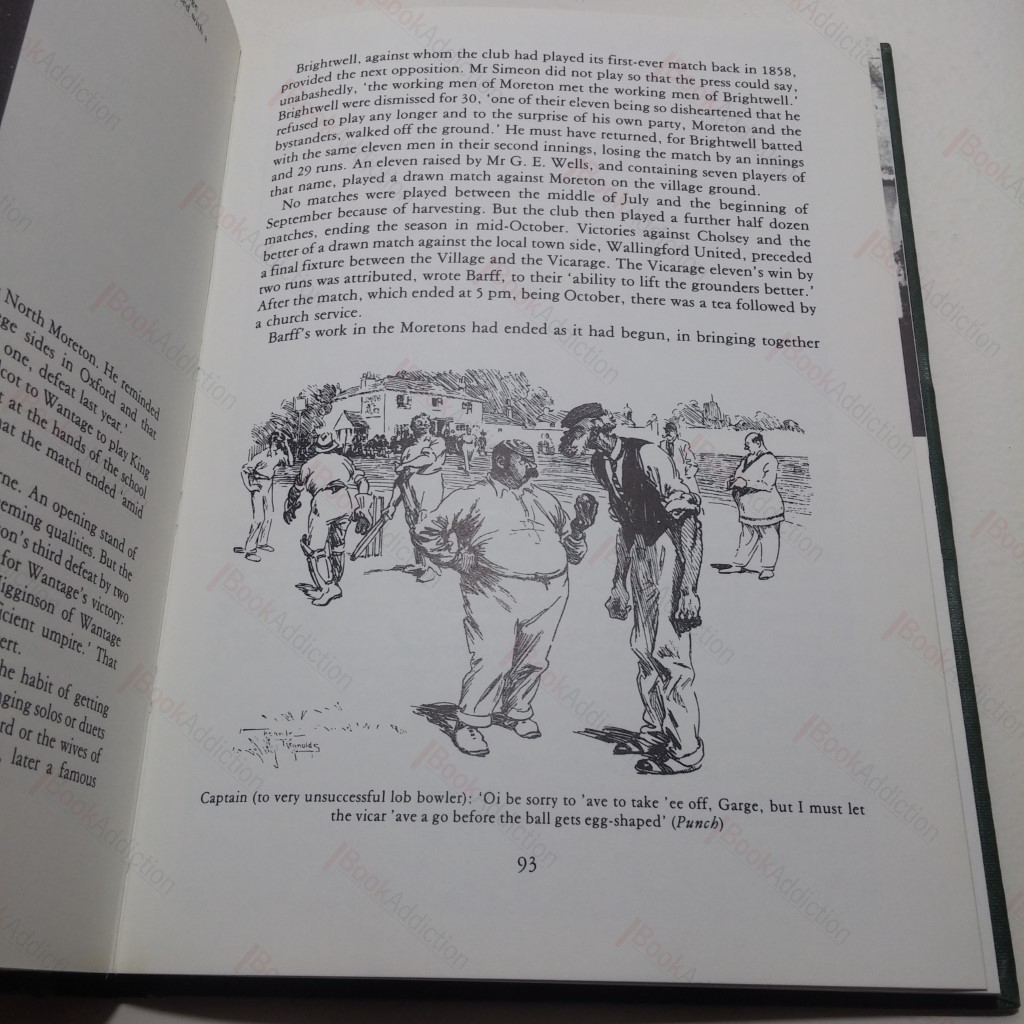 North Moreton. He reminded
sides in Oxford and that
one, defeat last year.'
to Wantage to play King
at the hands of the school
that the match ended 'amid
An opening stand of
qualities. But the
third defeat by two
for Wantage's victory:
Higginson of Wantage
umpire.' That
the habit of getting
solos or duets
or the wives of
later a famous
Brightwell, against whom the club had played its first-ever match back in 1858,
provided the next opposition. Mr Simeon did not play so that the press could say,
unabashedly, 'the working men of Moreton met the working men of Brightwell.'
Brightwell were dismissed for 30, 'one of their eleven being so disheartened that he
refused to play any longer and to the surprise of his own party, Moreton and the
bystanders, walked off the ground.' He must have returned, for Brightwell batted
with the same eleven men in their second innings, losing the match by an innings
and 29 runs. An eleven raised by Mr G. E. Wells, and containing seven players of
that name, played a drawn match against Moreton on the village ground.
No matches were played between the middle of July and the beginning of
September because of harvesting. But the club then played a further half dozen
matches, ending the season in mid-October. Victories against Cholsey and the
better of a drawn match against the local town side, Wallingford United, preceded
a final fixture between the Village and the Vicarage. The Vicarage eleven's win by
two runs was attributed, wrote Barff, to their 'ability to lift the grounders better.'
After the match, which ended at 5 pm, being October, there was a tea followed by
a church service.
Barff's work in the Moretons had ended as it had begun, in bringing together
Captain (to very unsuccessful lob bowler): 'Oi be sorry to 'ave to take 'ee off, Garge, but I must let
the vicar 'ave a go before the ball gets egg-shaped' (Punch)
93
BookAddiction